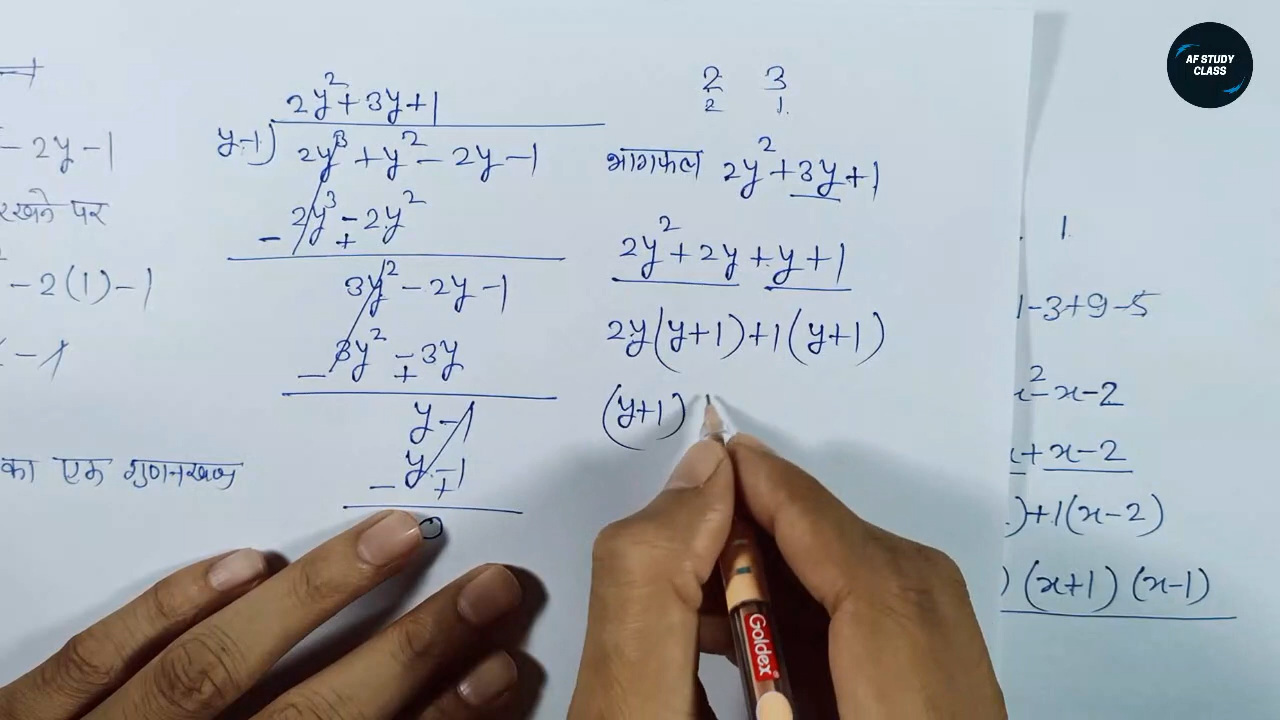 - 2y - 1
रखने पर
- 2(1) - 1
- 1
का एक गुणनखण्ड
2y² + 3y + 1
y - 1) 2y³ + y² - 2y - 1
- 2y³ - 2y²
+
3y² - 2y - 1
- 3y² - 3y
+
y - 1
- y - 1
+
0
2 3
2 1.
भागफल 2y² + 3y + 1
2y² + 2y + y + 1
2y(y+1)+1(y+1)
(y+1)
. 1.
1-3+9-5
x²-x-2
+x-2
)+1(x-2)
) (x+1) (x-1)
AF STUDY
CLASS
Goldex